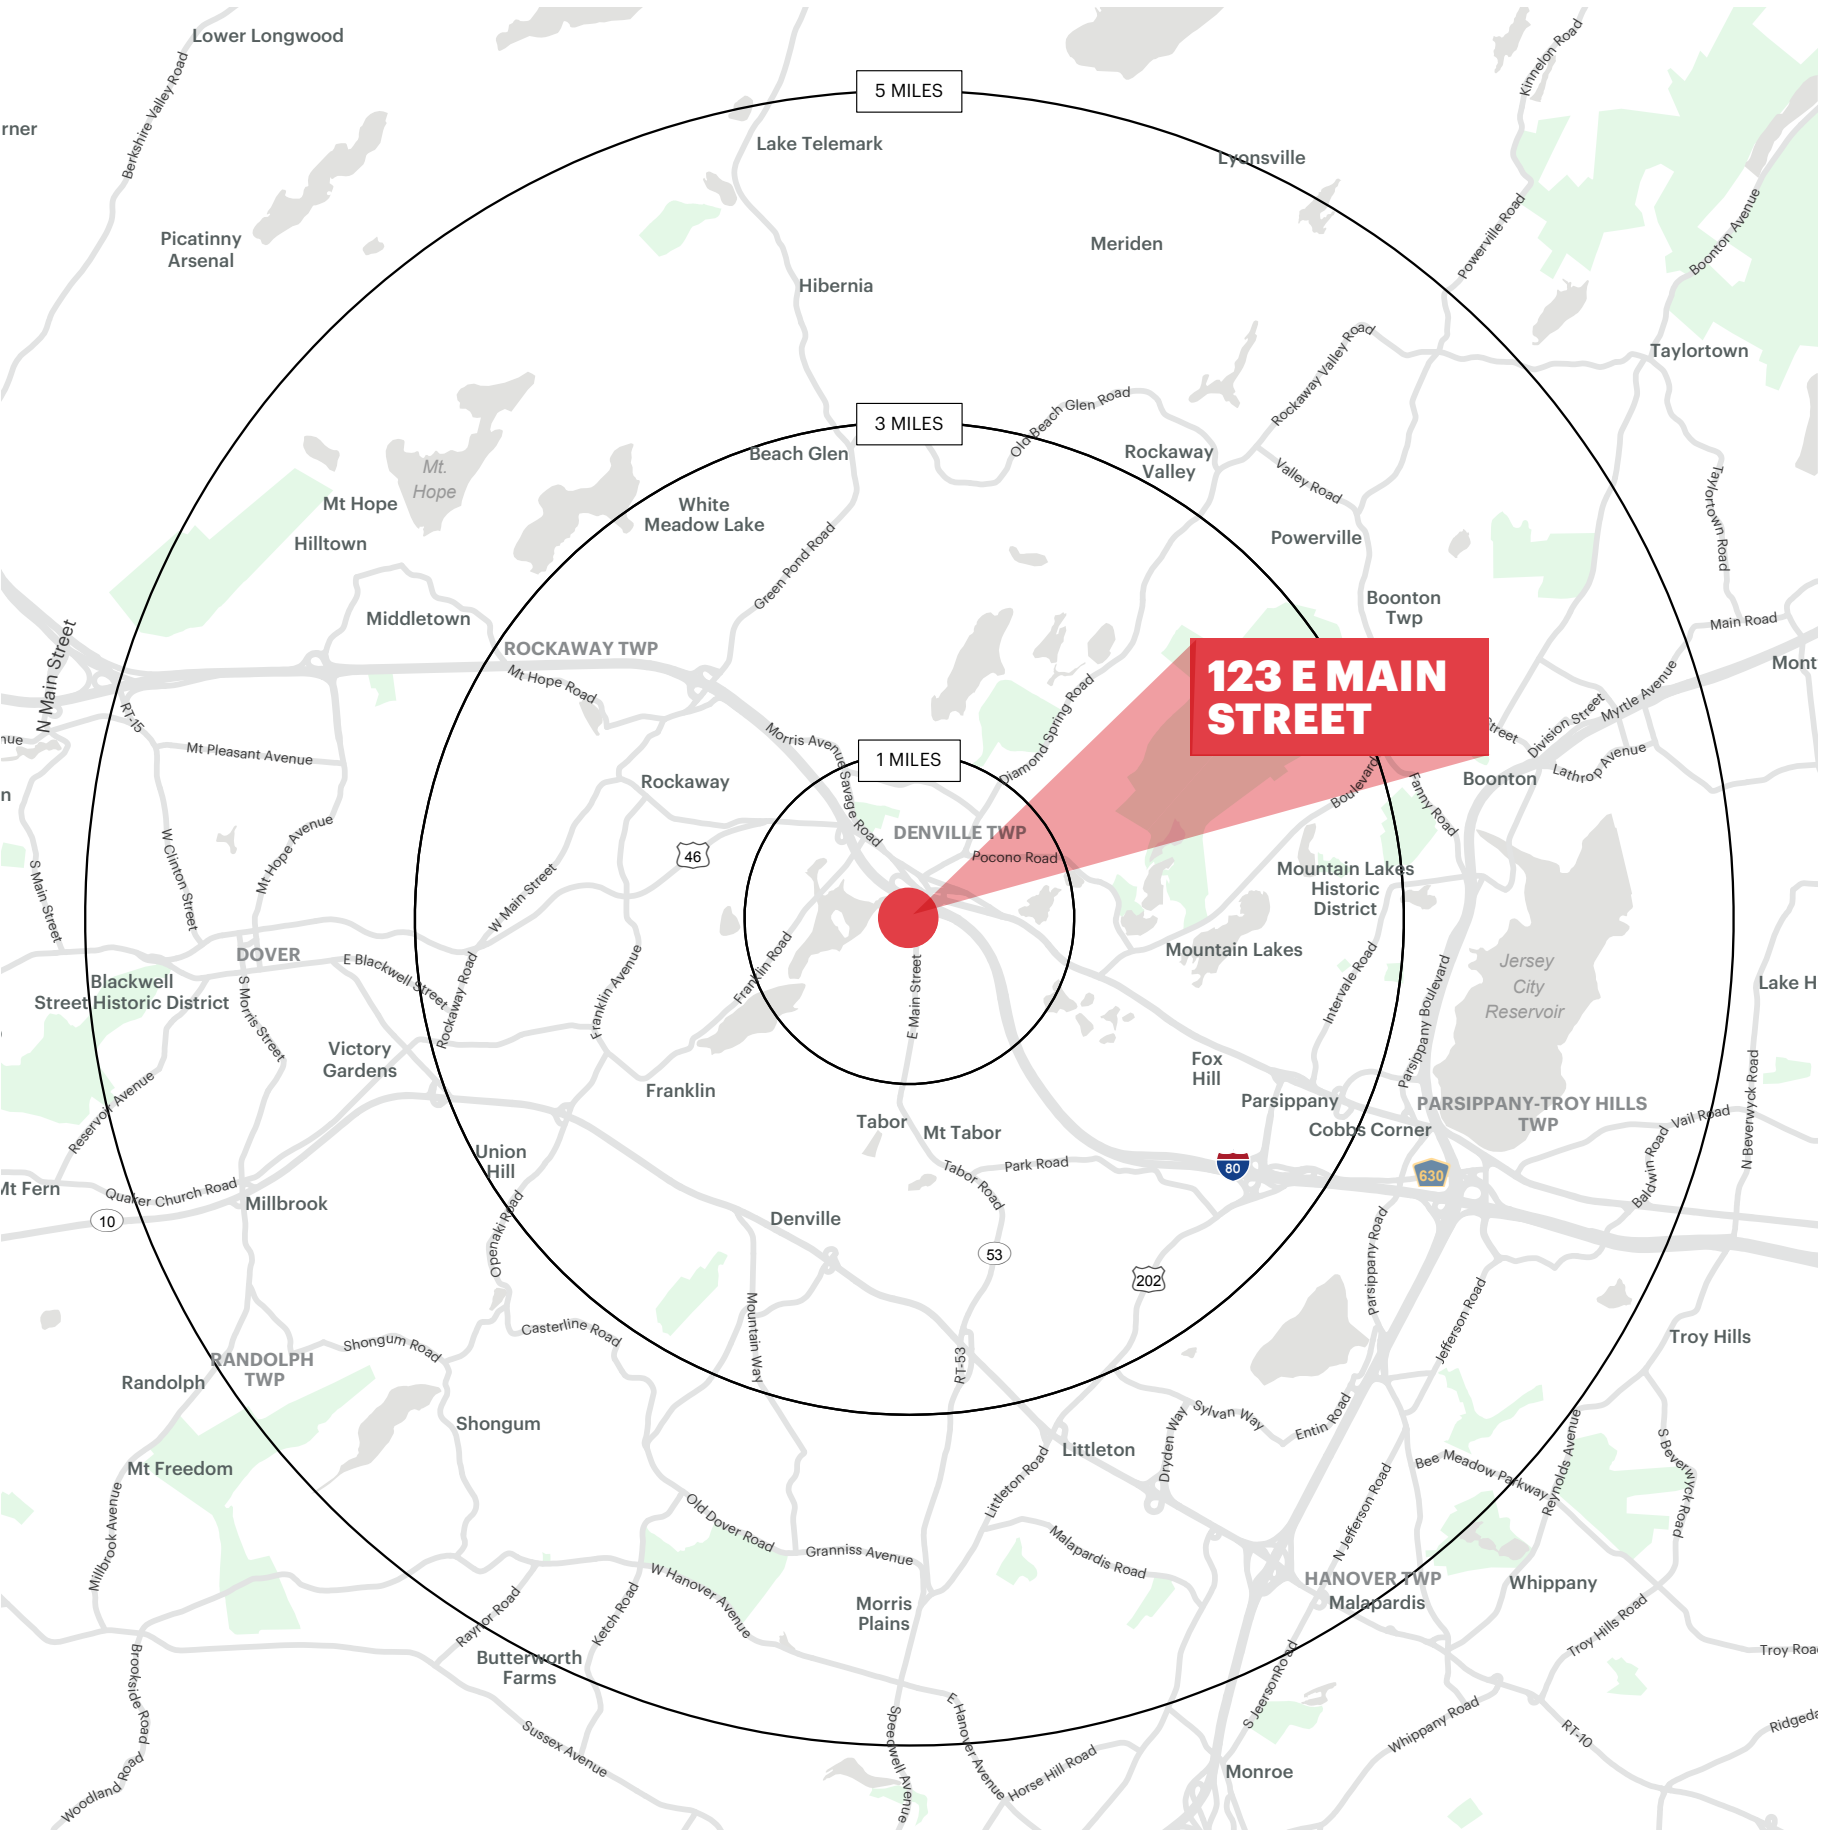 Lower Longwood
Berkshire Valley Road
rner
5 MILES
Kinnelon Road
Lake Telemark
Lyonsville
Picatinny
Arsenal
Powerville Road
Boonton Avenue
Meriden
Hibernia
Rockaway Valley Road
Taylortown
3 MILES
Old Beach Glen Road
Beach Glen
Rockaway
Valley
Mt.
Hope
Valley Road
Taylortown Road
Mt Hope
White
Meadow Lake
Powerville
Hilltown
Green Pond Road
Boonton
Twp
Middletown
Main Road
N Main Street
ROCKAWAY TWP
Mt Hope Road
123 E MAIN
STREET
Mont
Diamond Spring Road
Myrtle Avenue
Division Street
Street
RT-15
nue
Mt Pleasant Avenue
Morris Avenue
1 MILES
Lathrop Avenue
Boonton
Rockaway
Savage Road
Boulevard
Fanny Road
n
DENVILLE TWP
Pocono Road
46
W Clinton Street
Mt Hope Avenue
S Main Street
W Main Street
Mountain Lakes
Historic
District
Mountain Lakes
DOVER
E Blackwell Street
Franklin Road
E Main Street
Franklin Avenue
Rockaway Road
Intervale Road
Parsippany Boulevard
Jersey
City
Reservoir
Blackwell
Street Historic District
S Morris Street
Lake H
Victory
Gardens
Fox
Hill
Franklin
Parsippany
Reservoir Avenue
Tabor
Mt Tabor
Cobbs Corner
PARSIPPANY-TROY HILLS
TWP
Vail Road
N Beverwyck Road
Baldwin Road
Union
Hill
Tabor Road
Park Road
80
630
Mt Fern
Quaker Church Road
Millbrook
10
Openaki Road
Denville
53
202
Parsippany Road
Jefferson Road
Mountain Way
Casterline Road
Shongum Road
Troy Hills
RANDOLPH
TWP
Randolph
RT-53
Shongum
Sylvan Way
Dryden Way
Entin Road
Littleton
Littleton Road
Bee Meadow Parkway
Reynolds Avenue
S Beverwyck Road
Mt Freedom
Millbrook Avenue
N Jefferson Road
Old Dover Road
Granniss Avenue
Malapardis Road
W Hanover Avenue
HANOVER TWP
Malapardis
Whippany
Morris
Plains
Raynor Road
Ketch Road
Troy Hills Road
Butterworth
Farms
Brookside Road
Troy Roa
S JeersonRoad
E Hanover Avenue
Speedwell Avenue
Sussex Avenue
Whippany Road
RT-10
Ridgeda
Horse Hill Road
Monroe
Woodland Road